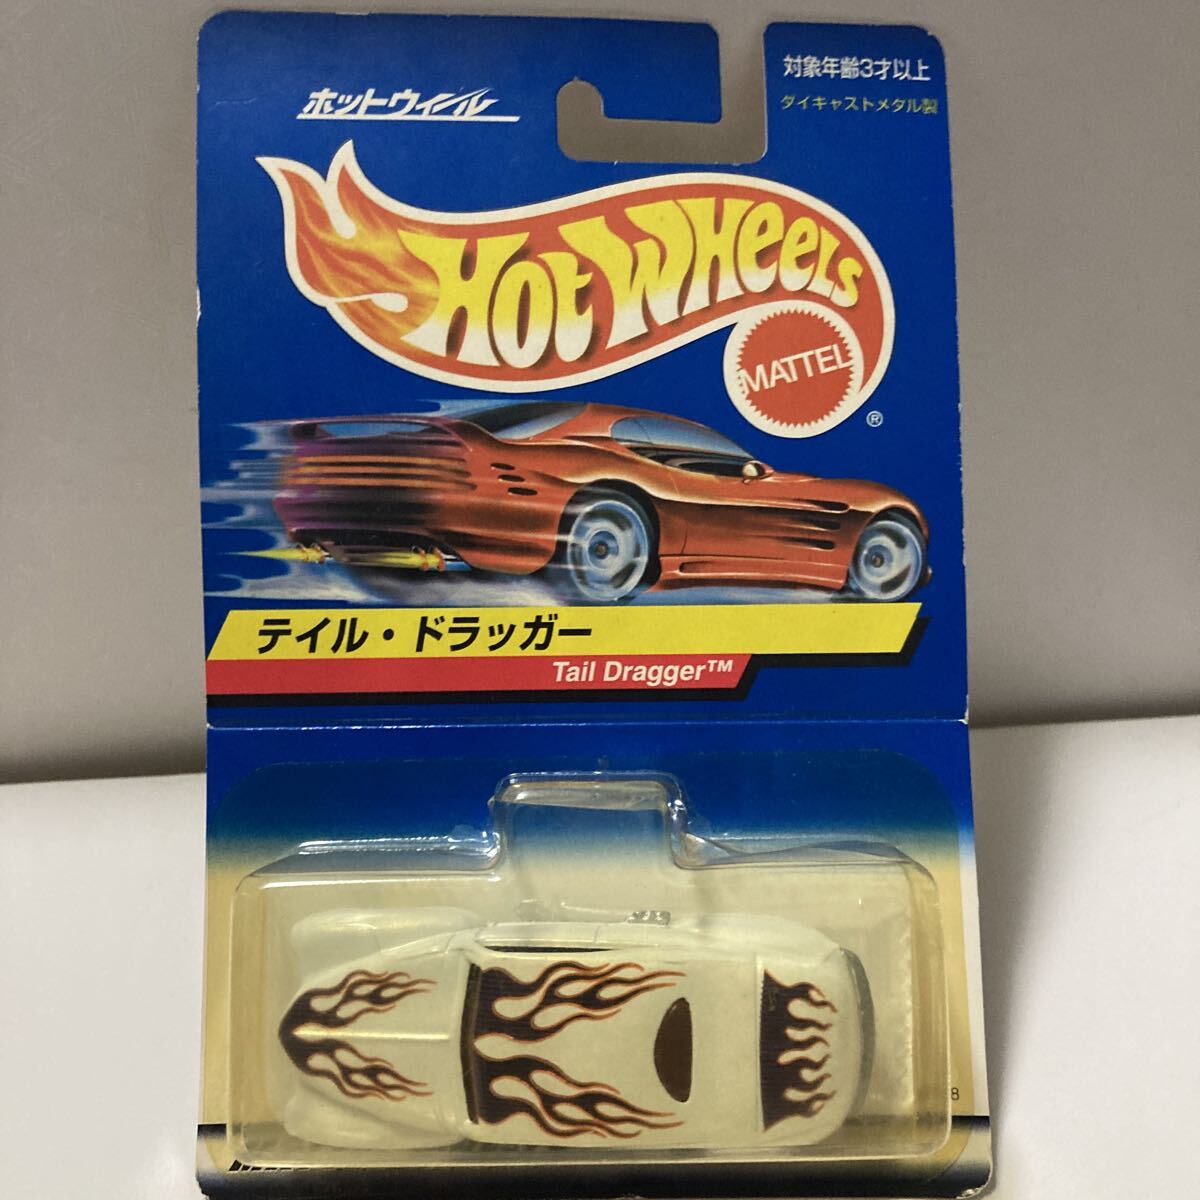 ホットウィール
対象年齢3才以上
ダイキャストメタル製
HOT WHEELS
MATTEL
®
テイル・ドラッガー
Tail Dragger™
8